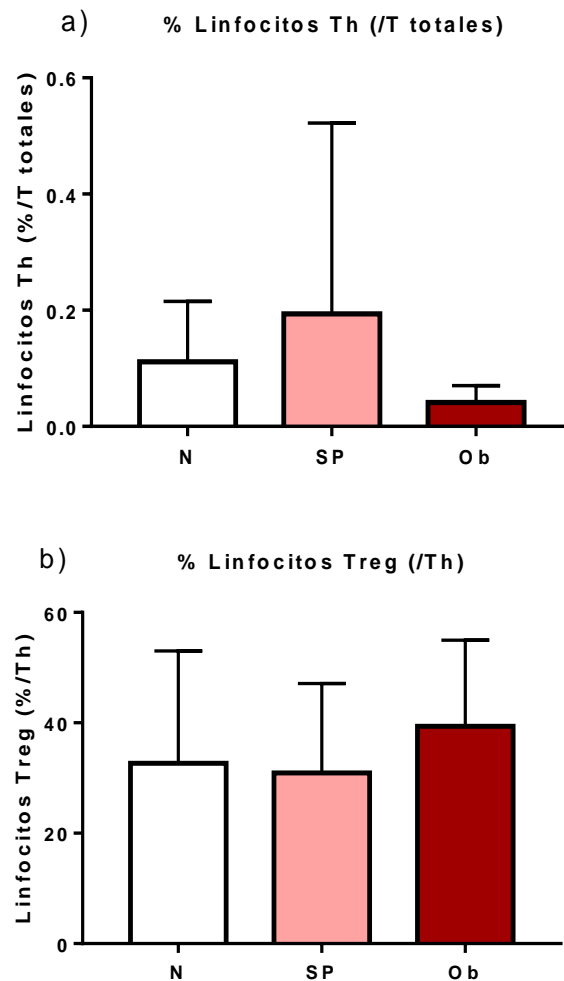 a)
% Linfocitos Th (/T totales)
Linfocitos Th (%/T totales)
0.6
0.4
0.2
0.0
N SP Ob
b)
% Linfocitos Treg (/Th)
Linfocitos Treg (%/Th)
60
40
20
0
N SP Ob